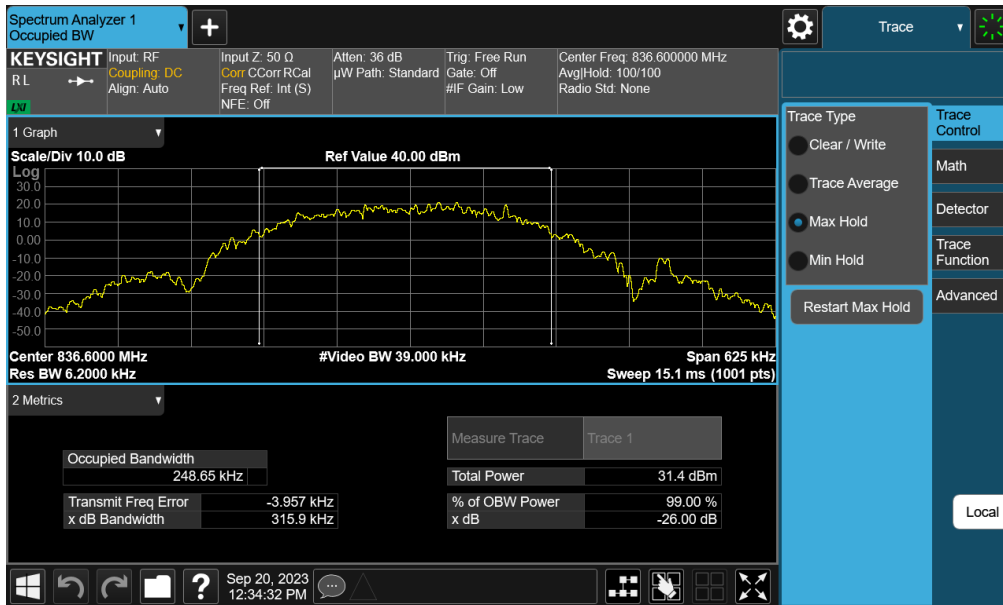 Spectrum Analyzer 1
Occupied BW
Trace
KEYSIGHT
R L
LXI
Input: RF
Coupling: DC
Align: Auto
Input Z: 50 Ω
Corr CCorr RCal
Freq Ref: Int (S)
NFE: Off
Atten: 36 dB
µW Path: Standard
Trig: Free Run
Gate: Off
#IF Gain: Low
Center Freq: 836.600000 MHz
Avg|Hold: 100/100
Radio Std: None
1 Graph
Scale/Div 10.0 dB
Ref Value 40.00 dBm
Log
30.0
20.0
10.0
0.00
-10.0
-20.0
-30.0
-40.0
-50.0
Center 836.6000 MHz
#Video BW 39.000 kHz
Span 625 kHz
Res BW 6.2000 kHz
Sweep 15.1 ms (1001 pts)
2 Metrics
Measure Trace
Trace 1
Occupied Bandwidth
248.65 kHz
Total Power
31.4 dBm
Transmit Freq Error
-3.957 kHz
% of OBW Power
99.00 %
x dB Bandwidth
315.9 kHz
x dB
-26.00 dB
Sep 20, 2023
12:34:32 PM
Trace Type
Clear / Write
Trace Average
Max Hold
Min Hold
Restart Max Hold
Trace
Control
Math
Detector
Trace
Function
Advanced
Local